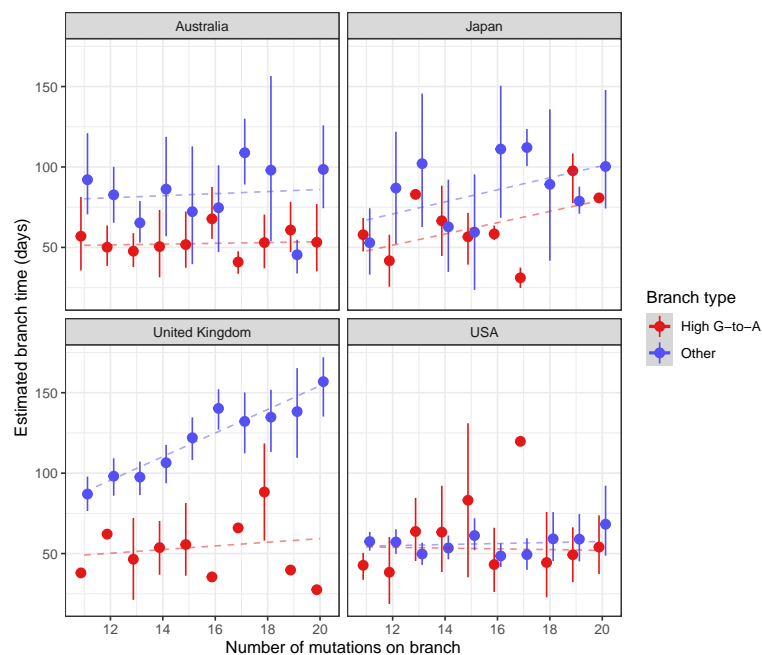 Australia
Japan
150
100
50
United Kingdom
USA
150
100
50
12
14
16
18
20
12
14
16
18
20
Number of mutations on branch
Estimated branch time (days)
Branch type
High G−to−A
Other